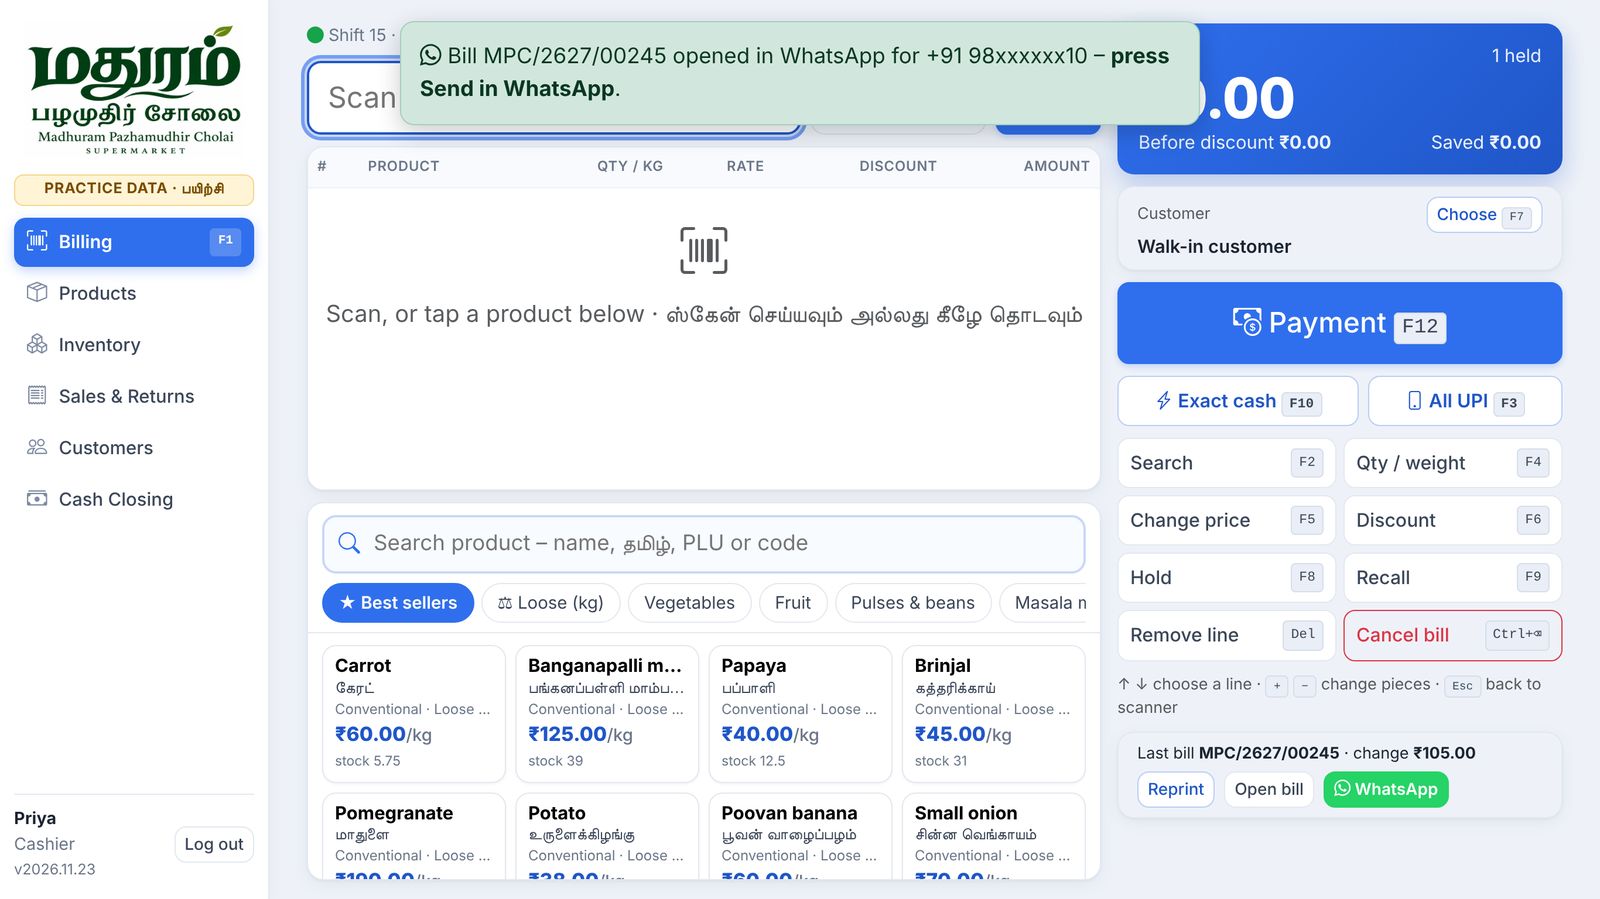 மதுரம்
பழமுதிர் சோலை
Madhuram Pazhamudhir Cholai
SUPERMARKET
PRACTICE DATA · பயிற்சி
Billing F1
Products
Inventory
Sales & Returns
Customers
Cash Closing
Priya
Cashier
v2026.11.23
Log out
Shift 15 ·
Bill MPC/2627/00245 opened in WhatsApp for +91 98xxxxxx10 – press
Send in WhatsApp.
Scan
# PRODUCT QTY / KG RATE DISCOUNT AMOUNT
Scan, or tap a product below · ஸ்கேன் செய்யவும் அல்லது கீழே தொடவும்
Search product – name, தமிழ், PLU or code
★ Best sellers Loose (kg) Vegetables Fruit Pulses & beans Masala
Carrot
கேரட்
Conventional · Loose ...
₹60.00/kg
stock 5.75
Banganapalli m...
பங்கனப்பள்ளி மாம்ப...
Conventional · Loose ...
₹125.00/kg
stock 39
Papaya
பப்பாளி
Conventional · Loose ...
₹40.00/kg
stock 12.5
Brinjal
கத்தரிக்காய்
Conventional · Loose ...
₹45.00/kg
stock 31
Pomegranate
மாதுளை
Conventional · Loose ...
Potato
உருளைக்கிழங்கு
Conventional · Loose ...
Poovan banana
பூவன் வாழைப்பழம்
Conventional · Loose ...
Small onion
சின்ன வெங்காயம்
Conventional · Loose ...
1 held
.00
Before discount ₹0.00 Saved ₹0.00
Customer
Choose F7
Walk-in customer
Payment F12
Exact cash F10 All UPI F3
Search F2 Qty / weight F4
Change price F5 Discount F6
Hold F8 Recall F9
Remove line Del Cancel bill Ctrl+⌫
↑ ↓ choose a line · + − change pieces · Esc back to
scanner
Last bill MPC/2627/00245 · change ₹105.00
Reprint Open bill WhatsApp